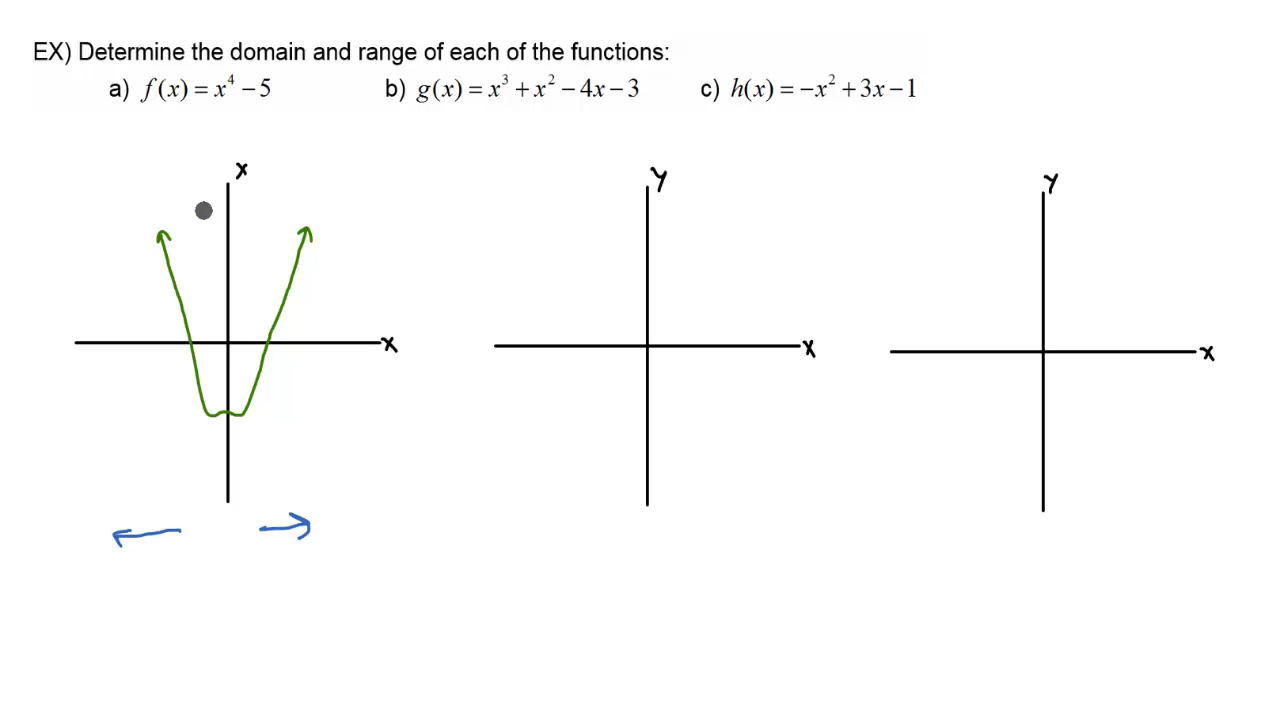 EX) Determine the domain and range of each of the functions:
a) f(x) = x⁴ − 5 b) g(x) = x³ + x² − 4x − 3 c) h(x) = −x² + 3x − 1
x y y
x x x